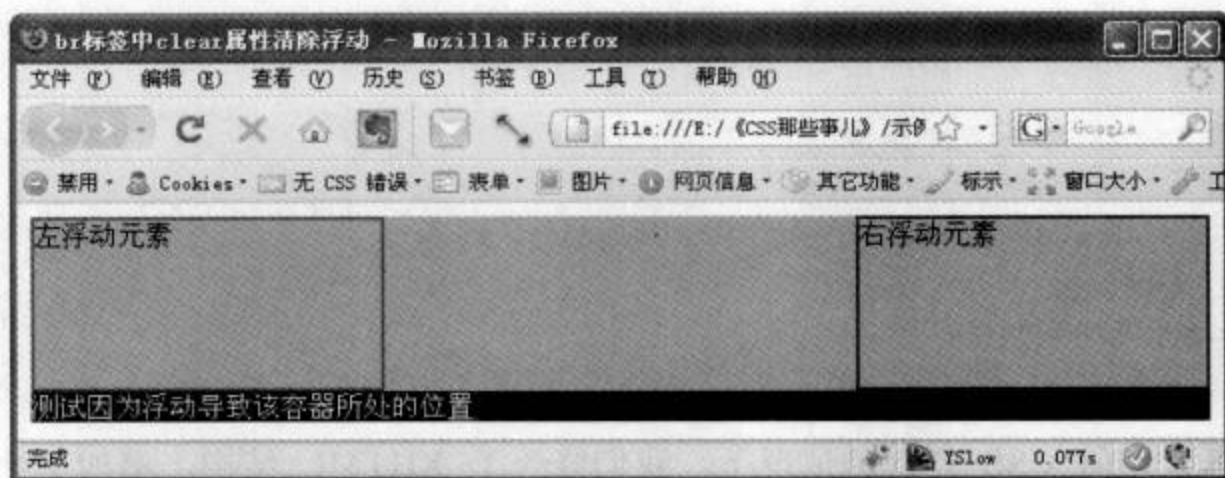 br标签中clear属性清除浮动 - Mozilla Firefox
文件 (F) 编辑 (E) 查看 (V) 历史 (S) 书签 (B) 工具 (T) 帮助 (H)
file:///E:/《CSS那些事儿》/示例 G Google
禁用 Cookies 无 CSS 错误 表单 图片 网页信息 其它功能 标示 窗口大小 工
左浮动元素 右浮动元素
测试因为浮动导致该容器所处的位置
完成 YSlow 0.077s